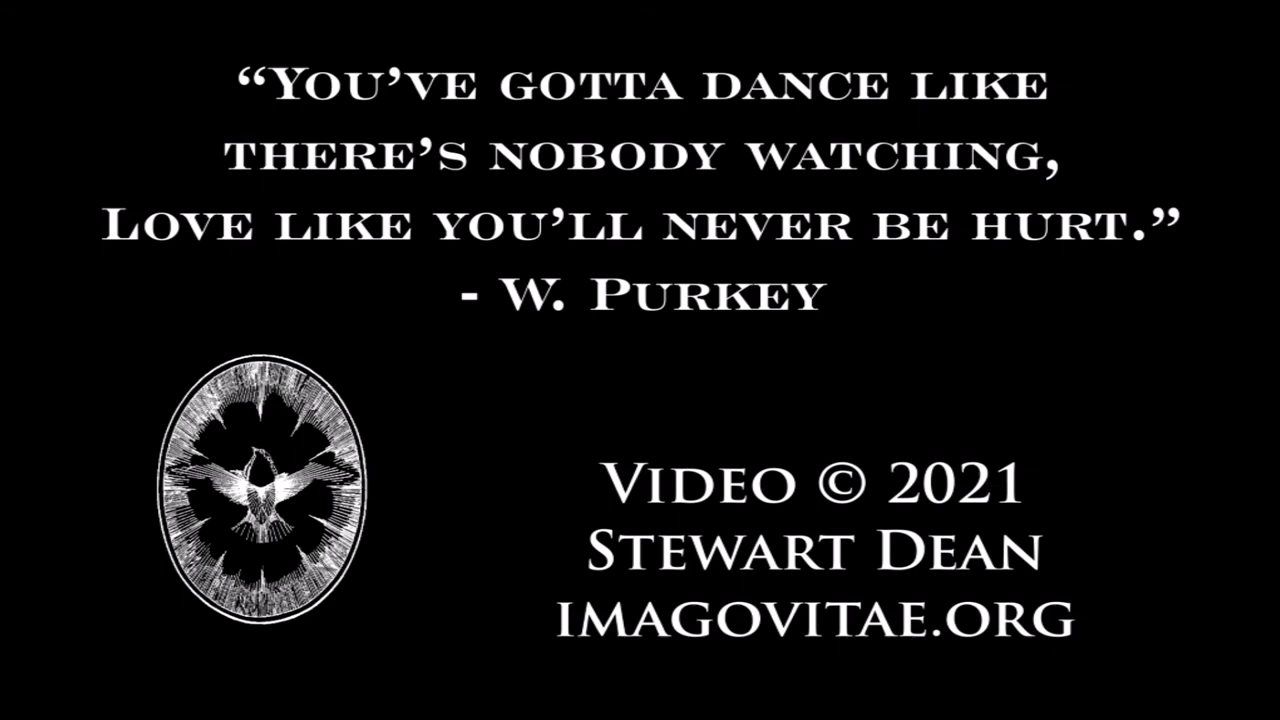 “You’ve gotta dance like
there’s nobody watching,
Love like you’ll never be hurt.”
- W. Purkey
Video © 2021
Stewart Dean
imagovitae.org